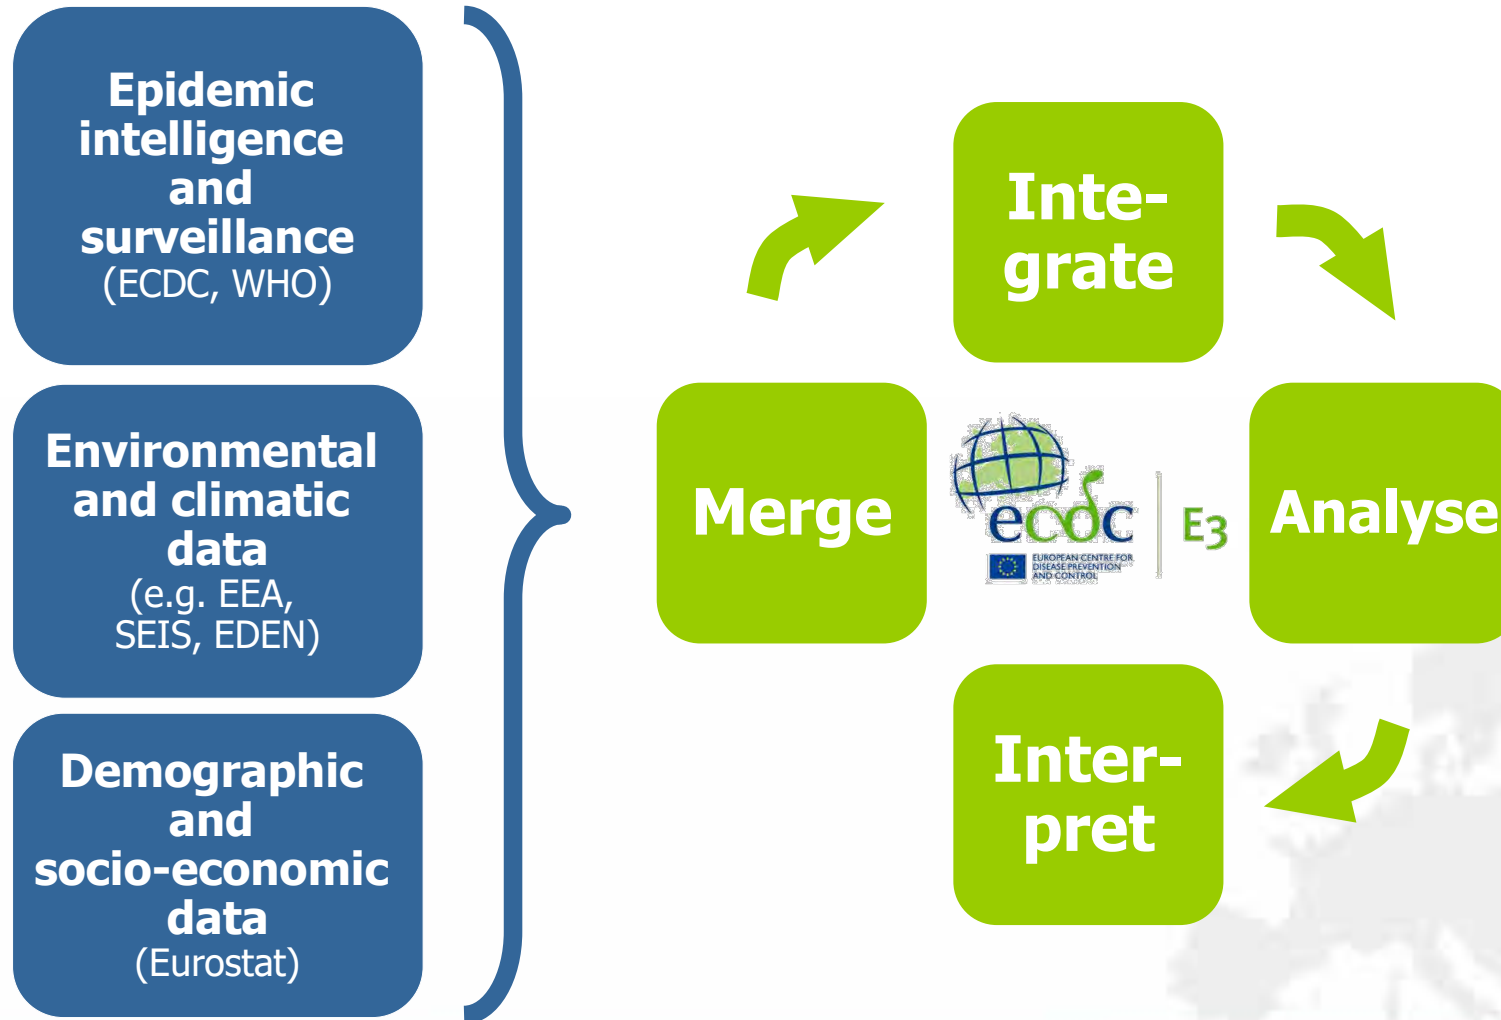 Epidemic
intelligence
and
surveillance
(ECDC, WHO)
Environmental
and climatic
data
(e.g. EEA,
SEIS, EDEN)
Demographic
and
socio-economic
data
(Eurostat)
Inte-
grate
Merge
ecdc
EUROPEAN CENTRE FOR
DISEASE PREVENTION
AND CONTROL
E3
Analyse
Inter-
pret